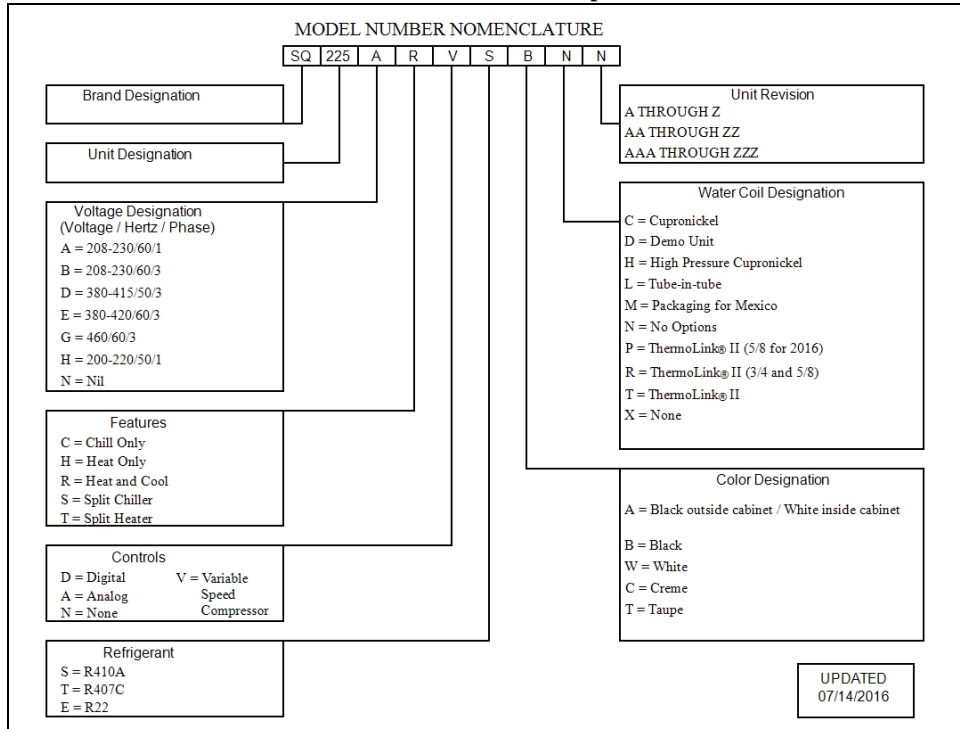 MODEL NUMBER NOMENCLATURE
SQ 225 A R V S B N N
Brand Designation
Unit Designation
Voltage Designation
(Voltage / Hertz / Phase)
A = 208-230/60/1
B = 208-230/60/3
D = 380-415/50/3
E = 380-420/60/3
G = 460/60/3
H = 200-220/50/1
N = Nil
Features
C = Chill Only
H = Heat Only
R = Heat and Cool
S = Split Chiller
T = Split Heater
Controls
D = Digital
A = Analog
N = None
V = Variable
Speed
Compressor
Refrigerant
S = R410A
T = R407C
E = R22
Unit Revision
A THROUGH Z
AA THROUGH ZZ
AAA THROUGH ZZZ
Water Coil Designation
C = Cupronickel
D = Demo Unit
H = High Pressure Cupronickel
L = Tube-in-tube
M = Packaging for Mexico
N = No Options
P = ThermoLink® II (5/8 for 2016)
R = ThermoLink® II (3/4 and 5/8)
T = ThermoLink® II
X = None
Color Designation
A = Black outside cabinet / White inside cabinet
B = Black
W = White
C = Creme
T = Taupe
UPDATED
07/14/2016